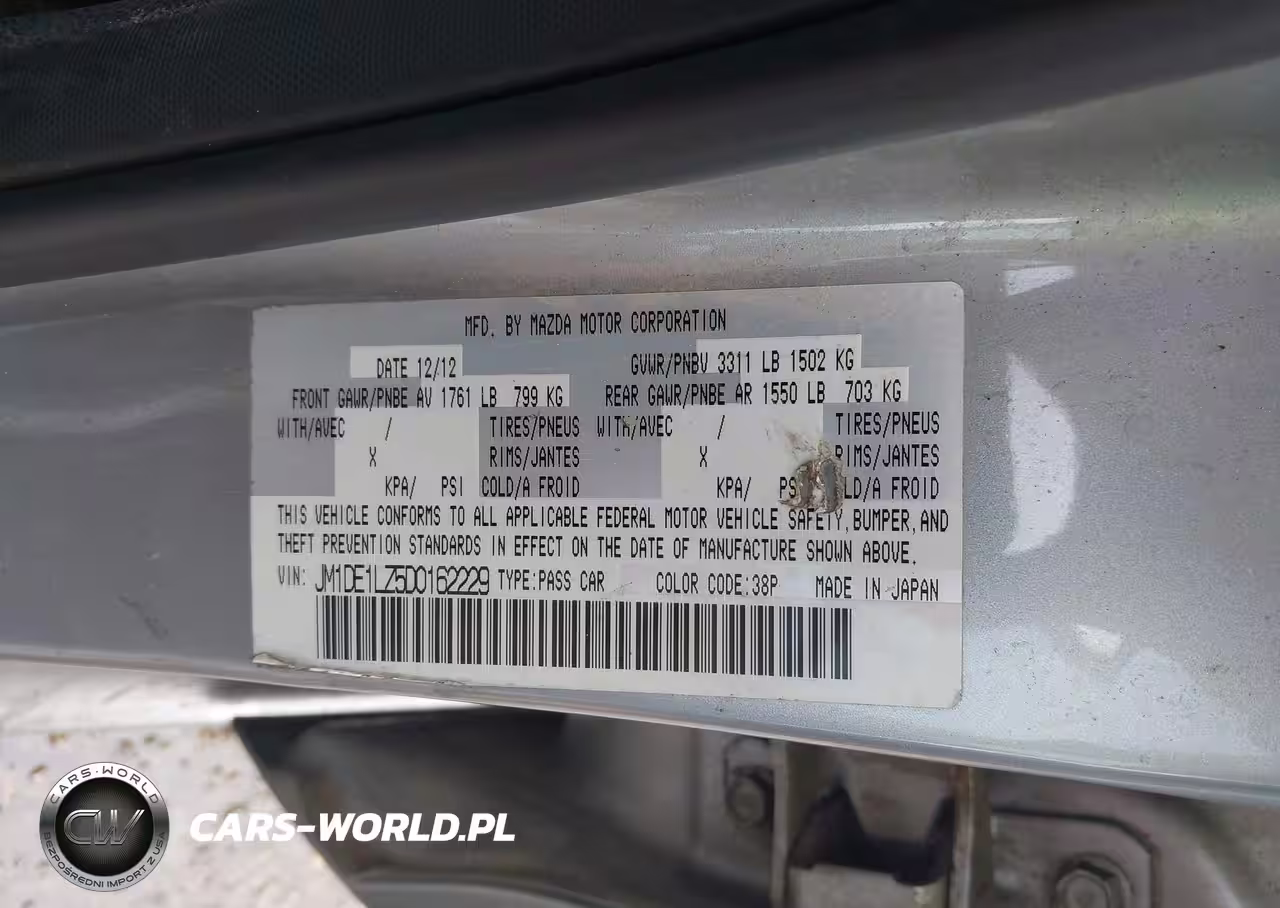 MFD. BY MAZDA MOTOR CORPORATION
DATE 12/12 GVWR/PNBV 3311 LB 1502 KG
FRONT GAWR/PNBE AV 1761 LB 799 KG REAR GAWR/PNBE AR 1550 LB 703 KG
WITH/AVEC / TIRES/PNEUS WITH/AVEC / TIRES/PNEUS
X RIMS/JANTES X RIMS/JANTES
KPA/ PSI COLD/A FROID KPA/ /A FROID
THIS VEHICLE CONFORMS TO ALL APPLICABLE FEDERAL MOTOR VEHICLE SAFETY, BUMPER, AND
THEFT PREVENTION STANDARDS IN EFFECT ON THE DATE OF MANUFACTURE SHOWN ABOVE.
VIN: JM1DE1LZ5D0162229 TYPE:PASS CAR COLOR CODE:38P MADE IN JAPAN
CARS-WORLD
CW
BEZPOŚREDNI IMPORT Z USA
CARS-WORLD.PL